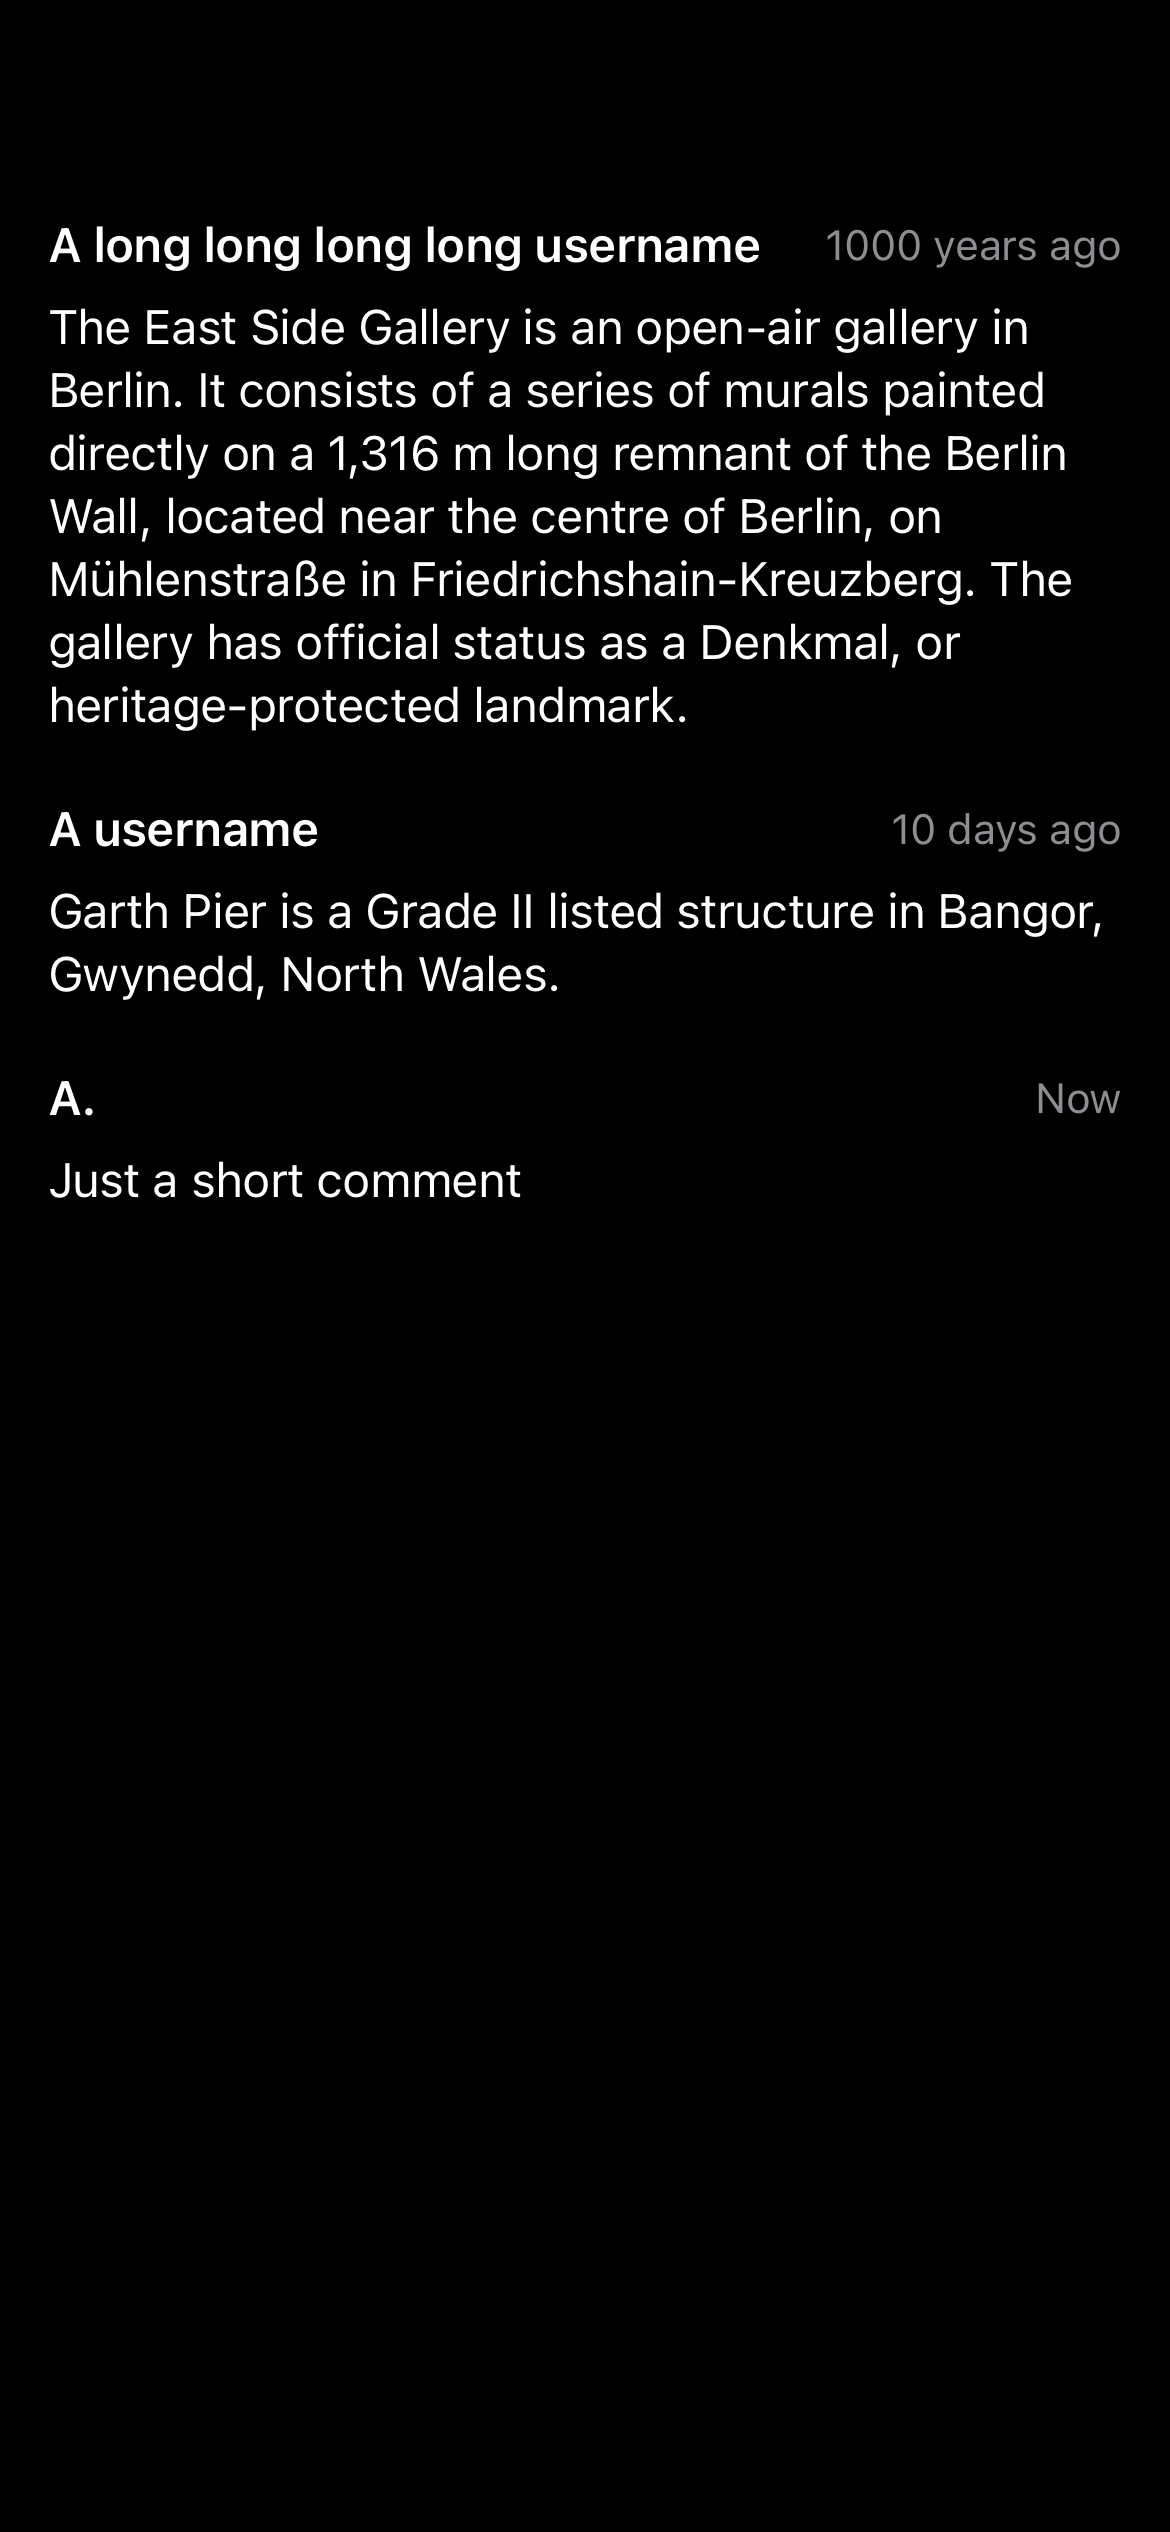 A long long long long username 1000 years ago
The East Side Gallery is an open-air gallery in
Berlin. It consists of a series of murals painted
directly on a 1,316 m long remnant of the Berlin
Wall, located near the centre of Berlin, on
Mühlenstraße in Friedrichshain-Kreuzberg. The
gallery has official status as a Denkmal, or
heritage-protected landmark.
A username 10 days ago
Garth Pier is a Grade II listed structure in Bangor,
Gwynedd, North Wales.
A. Now
Just a short comment